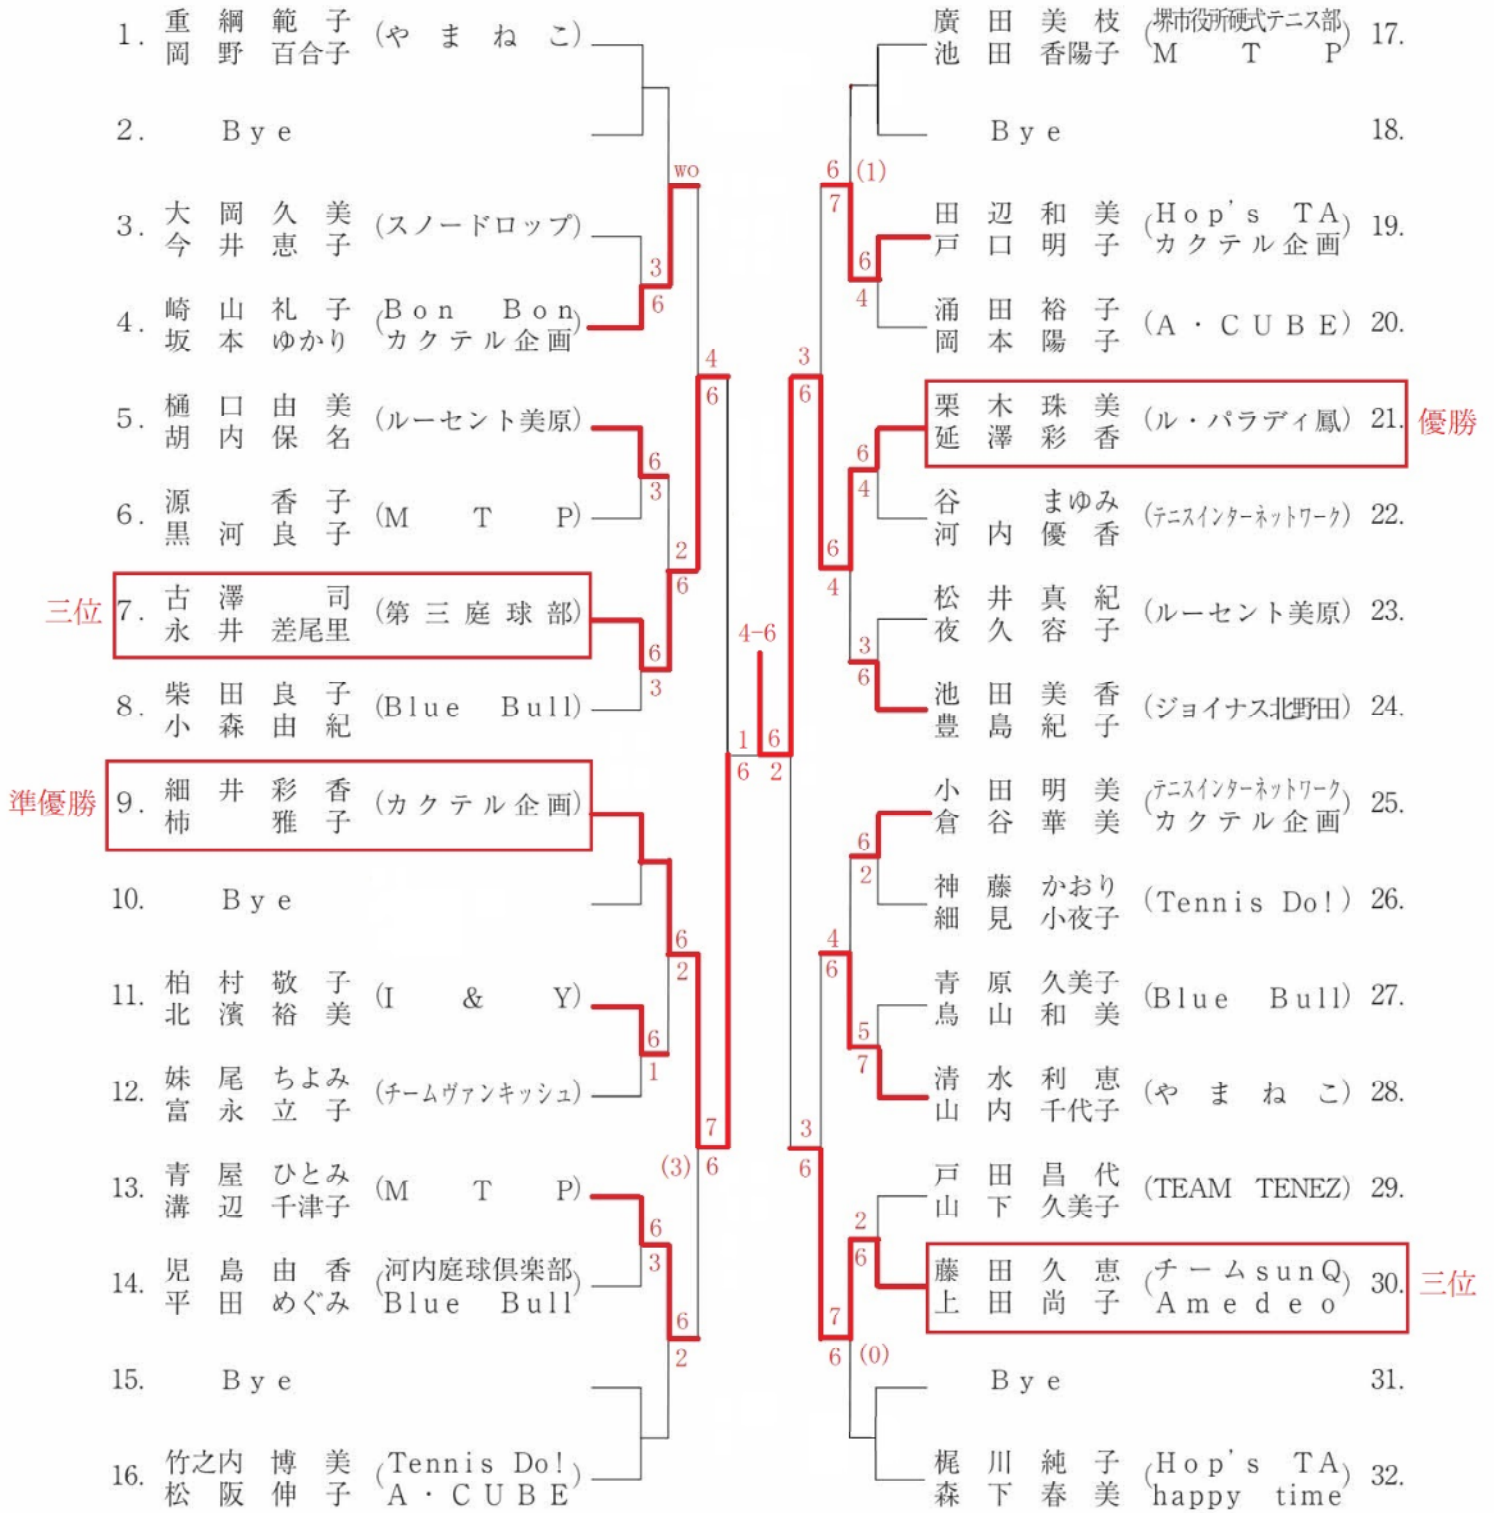 1. 重綱範子 (やまねこ)
岡野百合子
2. Bye
3. 大岡久美 (スノードロップ)
今井恵子
4. 崎山礼子 (Bon Bon
坂本ゆかり カクテル企画)
5. 樋口由美 (ルーセント美原)
胡内保名
6. 源香子 (MTP)
黒河良子
三位 7. 古澤司 (第三庭球部)
永井差尾里
8. 柴田良子 (Blue Bull)
小森由紀
準優勝 9. 細井彩香 (カクテル企画)
柿雅子
10. Bye
11. 柏村敬子 (I & Y)
北濱裕美
12. 妹尾ちよみ (チームヴァンキッシュ)
富永立子
13. 青屋ひとみ (MTP)
溝辺千津子
14. 児島由香 (河内庭球倶楽部
平田めぐみ Blue Bull)
15. Bye
16. 竹之内博美 (Tennis Do!
松阪伸子 A・CUBE)
wo
3
6
4
6
6
3
2
6
6
3
6
2
6
1
7
(3) 6
6
3
6
2
4-6
1
6
6
2
廣田美枝 (堺市役所硬式テニス部) 17.
池田香陽子 MTP
Bye 18.
田辺和美 (Hop's TA 19.
戸口明子 カクテル企画)
涌田裕子 (A・CUBE) 20.
岡本陽子
栗木珠美 (ル・パラディ鳳) 21. 優勝
延澤彩香
谷まゆみ (テニスインターネットワーク) 22.
河内優香
松井真紀 (ルーセント美原) 23.
夜久容子
池田美香 (ジョイナス北野田) 24.
豊島紀子
小田明美 (テニスインターネットワーク 25.
倉谷華美 カクテル企画)
神藤かおり (Tennis Do!) 26.
細見小夜子
青原久美子 (Blue Bull) 27.
鳥山和美
清水利恵 (やまねこ) 28.
山内千代子
戸田昌代 (TEAM TENEZ) 29.
山下久美子
藤田久恵 (チームsunQ 30. 三位
上田尚子 Amedeo)
Bye 31.
梶川純子 (Hop's TA 32.
森下春美 happy time)
6 (1)
7
6
4
3
6
6
4
6
4
3
6
6
2
4
6
5
7
3
6
2
6
7
6 (0)